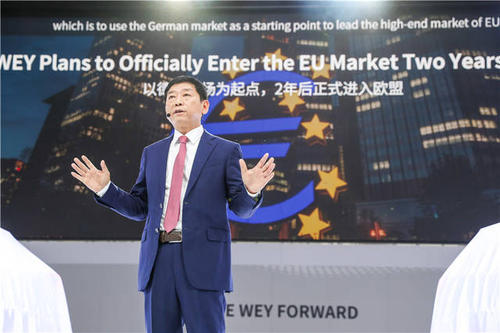 which is to use the German market as a starting point to lead the high-end market of EU
WEY Plans to Officially Enter the EU Market Two Years
以德 场为起点，2年后正式进入欧盟
E WEY FORWARD